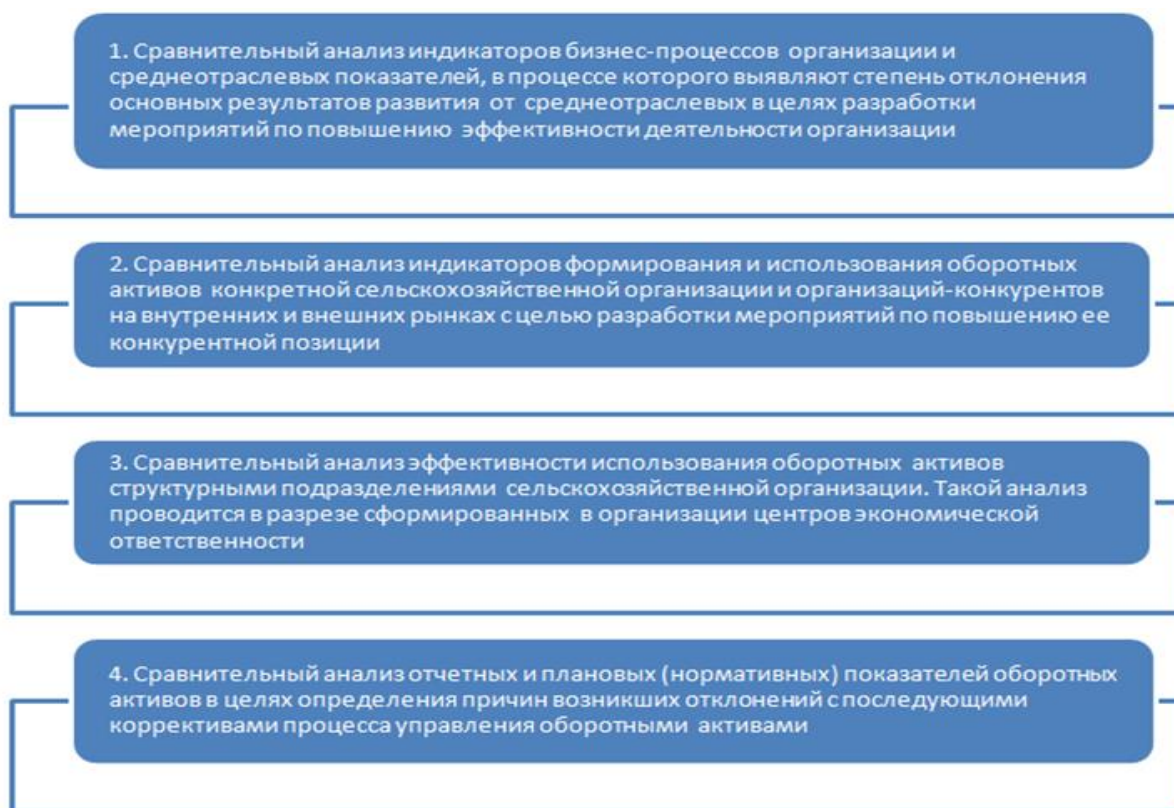 1. Сравнительный анализ индикаторов бизнес-процессов организации и
среднеотраслевых показателей, в процессе которого выявляют степень отклонения
основных результатов развития от среднеотраслевых в целях разработки
мероприятий по повышению эффективности деятельности организации
2. Сравнительный анализ индикаторов формирования и использования оборотных
активов конкретной сельскохозяйственной организации и организаций-конкурентов
на внутренних и внешних рынках с целью разработки мероприятий по повышению ее
конкурентной позиции
3. Сравнительный анализ эффективности использования оборотных активов
структурными подразделениями сельскохозяйственной организации. Такой анализ
проводится в разрезе сформированных в организации центров экономической
ответственности
4. Сравнительный анализ отчетных и плановых (нормативных) показателей оборотных
активов в целях определения причин возникших отклонений с последующими
коррективами процесса управления оборотными активами